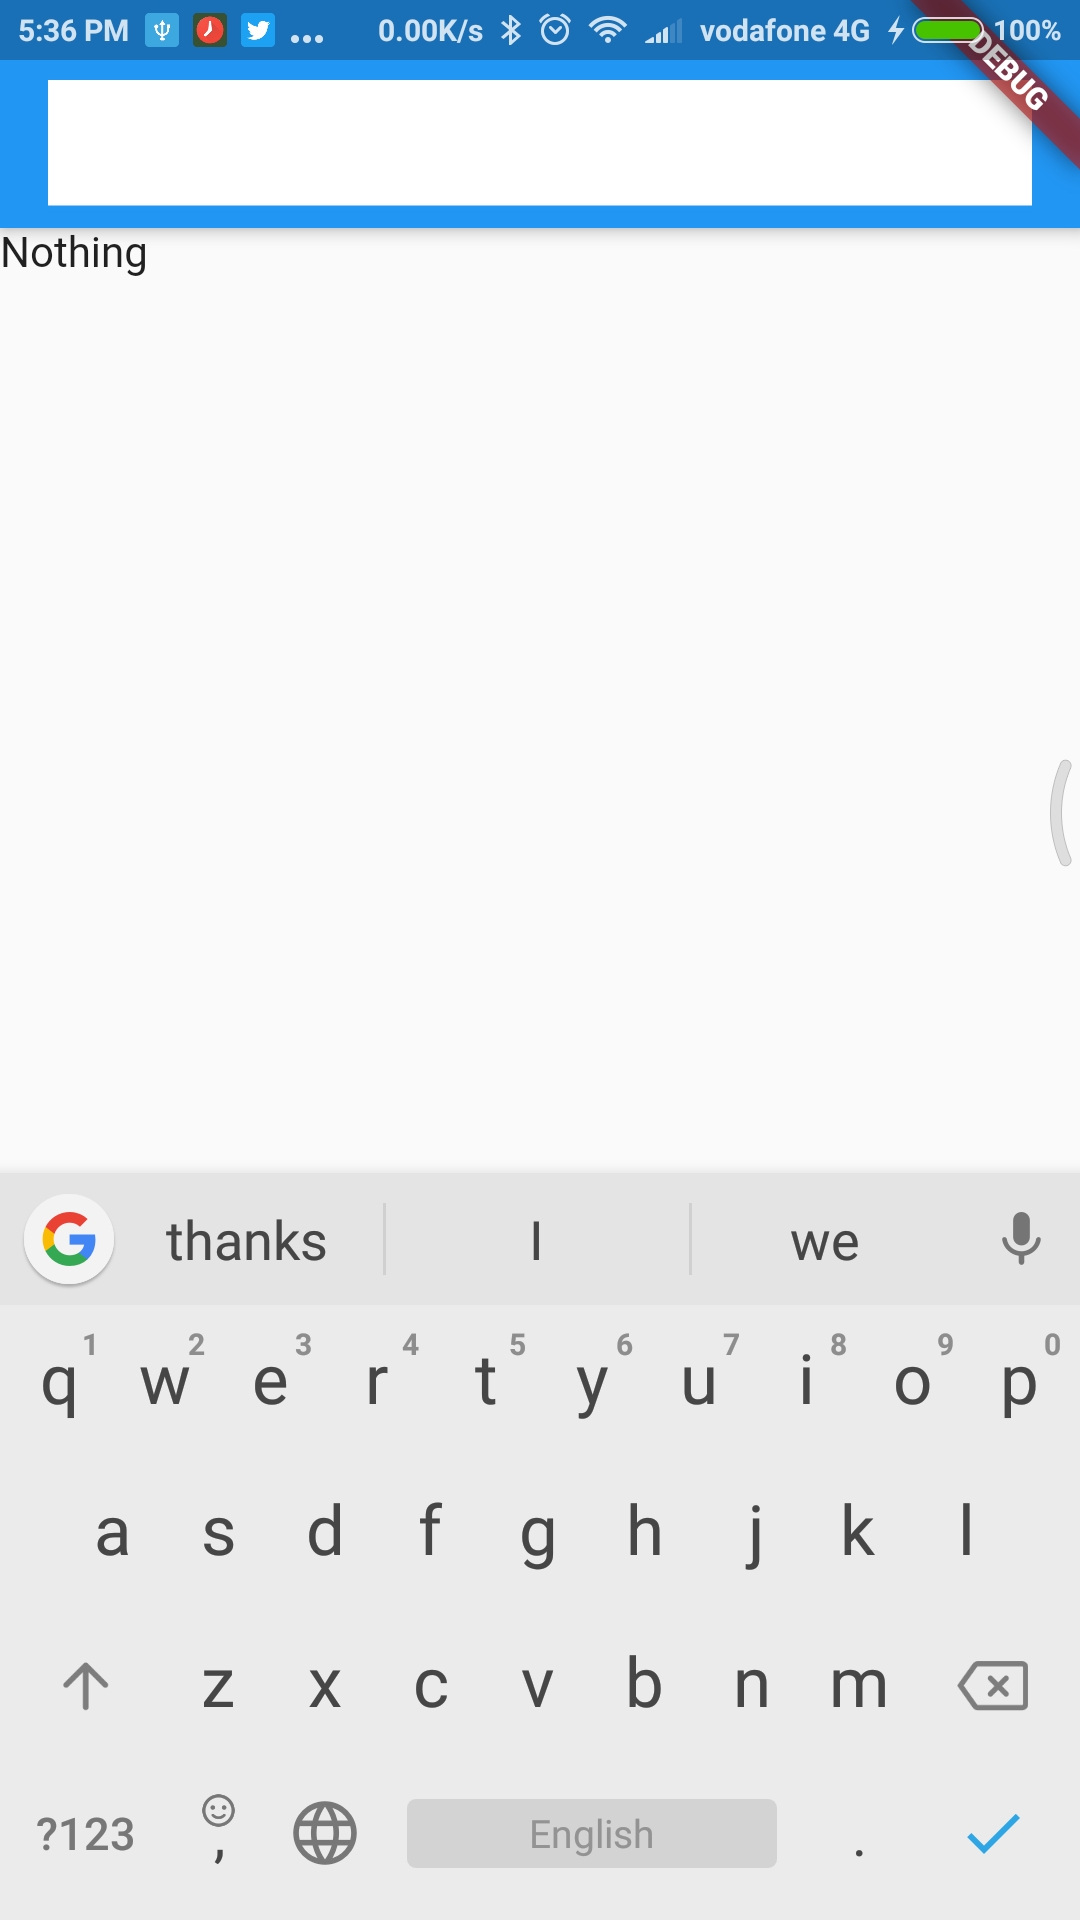 5:36 PM ... 0.00K/s vodafone 4G 100%
DEBUG
Nothing
G thanks I we
1 2 3 4 5 6 7 8 9 0
q w e r t y u i o p
a s d f g h j k l
z x c v b n m
?123 , English .